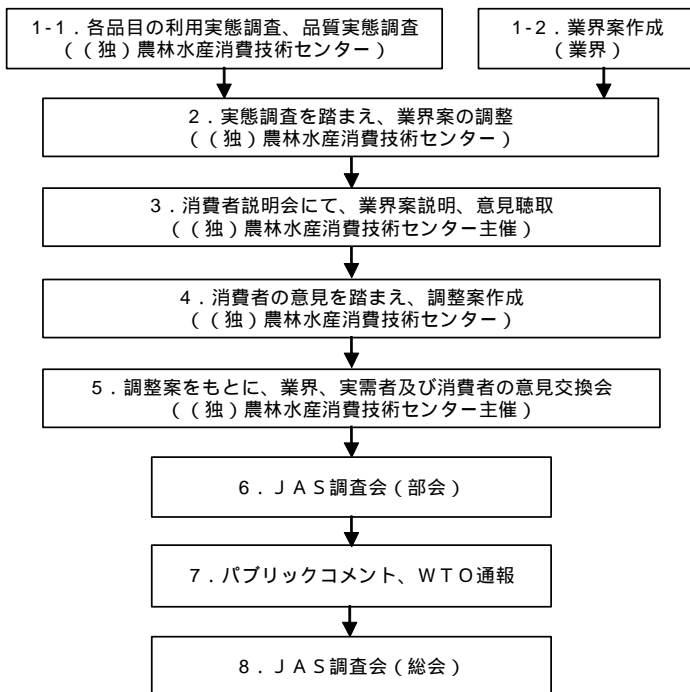 1-1．各品目の利用実態調査、品質実態調査
（（独）農林水産消費技術センター）
1-2．業界案作成
（業界）
2．実態調査を踏まえ、業界案の調整
（（独）農林水産消費技術センター）
3．消費者説明会にて、業界案説明、意見聴取
（（独）農林水産消費技術センター主催）
4．消費者の意見を踏まえ、調整案作成
（（独）農林水産消費技術センター）
5．調整案をもとに、業界、実需者及び消費者の意見交換会
（（独）農林水産消費技術センター主催）
6．ＪＡＳ調査会（部会）
7．パブリックコメント、ＷＴＯ通報
8．ＪＡＳ調査会（総会）